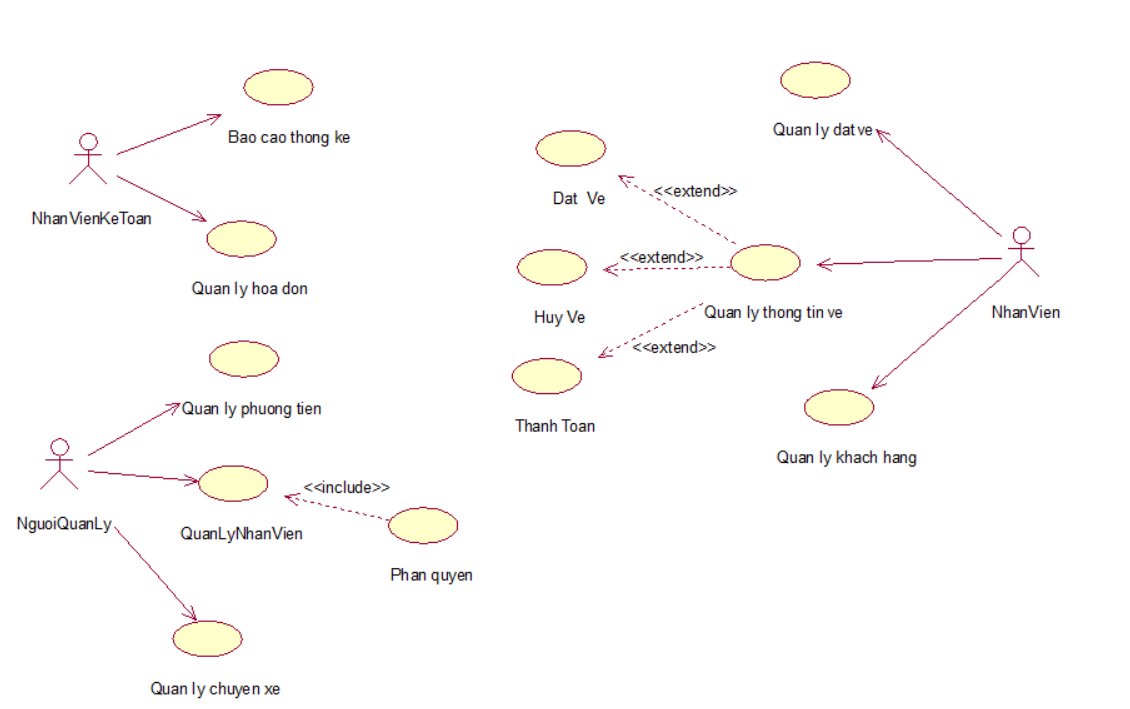 Bao cao thong ke
NhanVienKeToan
Quan ly hoa don
Quan ly phuong tien
<<include>>
NguoiQuanLy
QuanLyNhanVien
Phan quyen
Quan ly chuyen xe
Quan ly datve
<<extend>>
Dat Ve
<<extend>>
Huy Ve
Quan ly thong tin ve
NhanVien
<<extend>>
Thanh Toan
Quan ly khach hang